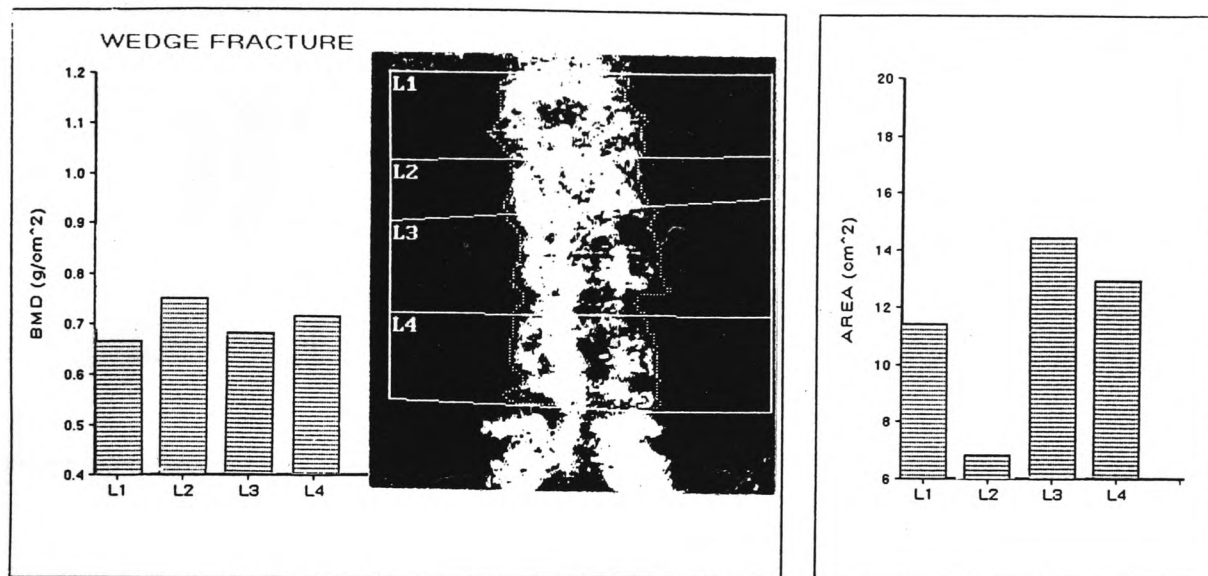 WEDGE FRACTURE
BMD (g/cm^2)
1.2
1.1
1.0
0.9
0.8
0.7
0.6
0.5
0.4
L1
L2
L3
L4
L1
L2
L3
L4
AREA (cm^2)
20
18
16
14
12
10
8
6
L1
L2
L3
L4